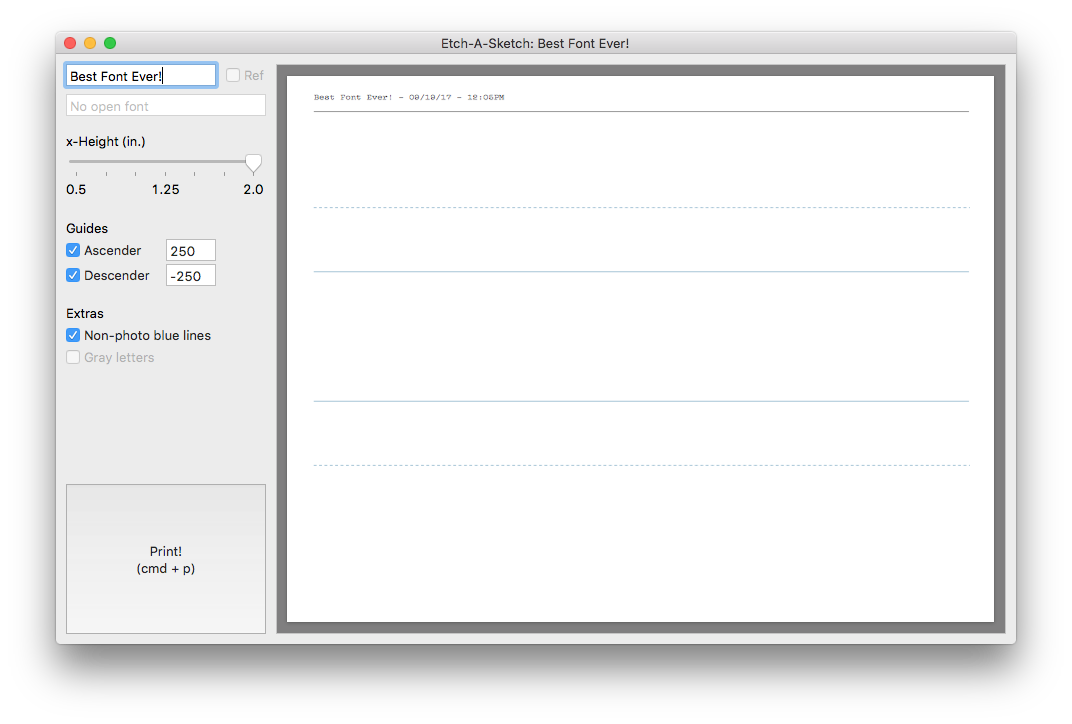 Etch-A-Sketch: Best Font Ever!
Best Font Ever!
Ref
No open font
x-Height (in.)
0.5 1.25 2.0
Guides
Ascender 250
Descender -250
Extras
Non-photo blue lines
Gray letters
Print!
(cmd + p)
Best Font Ever! - 09/19/17 - 12:05PM